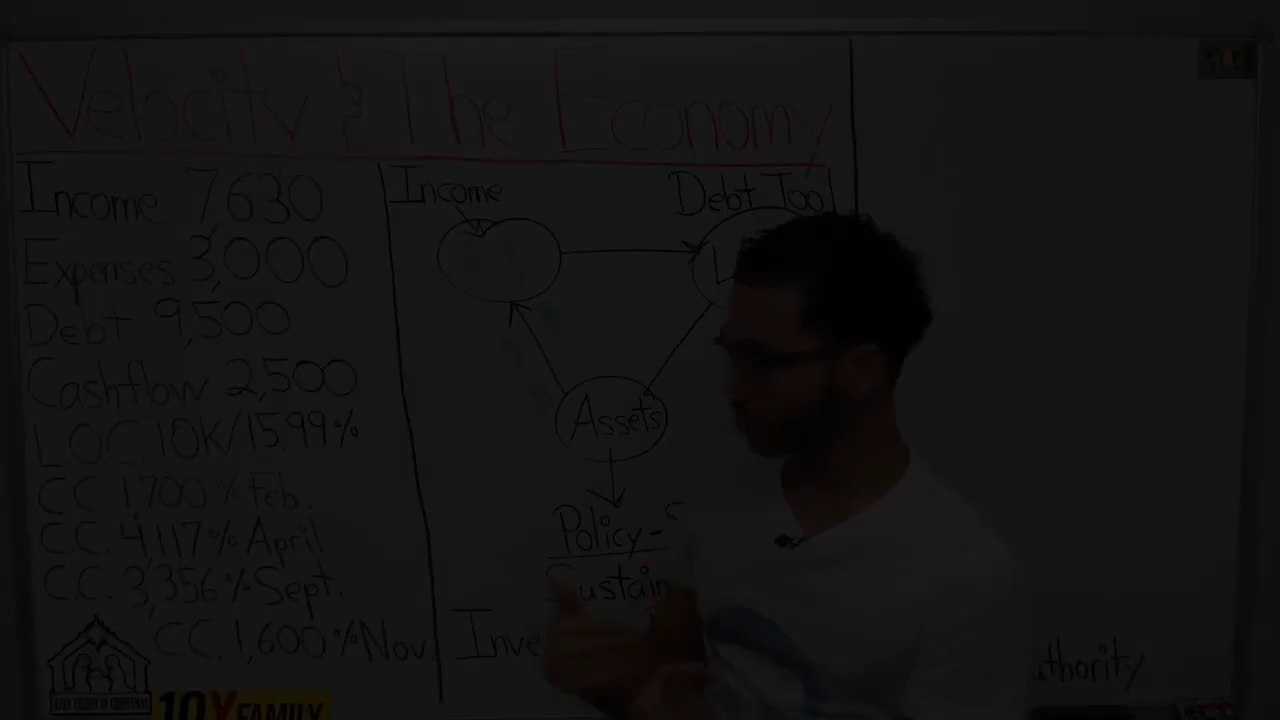 Velocity & The Economy
Income 7,630
Expenses 3,000
Debt 9,500
Cashflow 2,500
L.O.C. 10K/15.99%
C.C. 1,700 % Feb.
C.C. 4,117 % April
C.C. 3,356 % Sept.
C.C. 1,600 % Nov.
10X FAMILY
Income
Debt Too
L
Assets
Policy-
Sustain
Inve
uthority